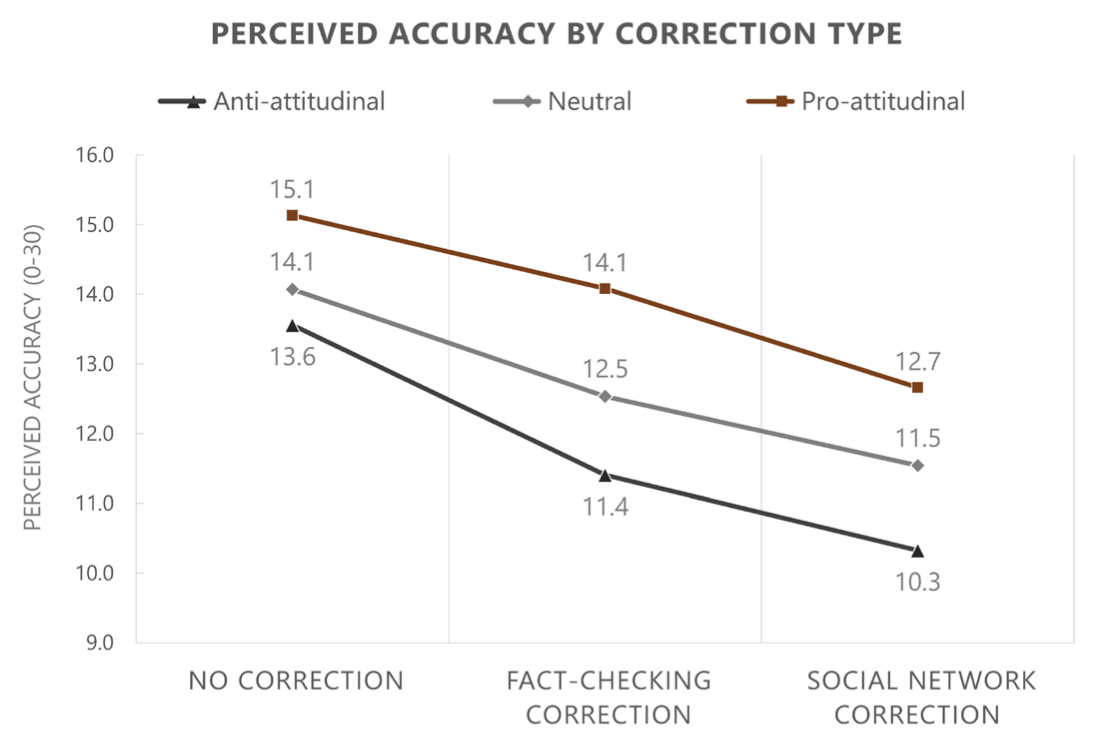 PERCEIVED ACCURACY BY CORRECTION TYPE
Anti-attitudinal Neutral Pro-attitudinal
PERCEIVED ACCURACY (0-30)
16.0
15.0
14.0
13.0
12.0
11.0
10.0
9.0
15.1
14.1
12.7
14.1
12.5
11.5
13.6
11.4
10.3
NO CORRECTION
FACT-CHECKING
CORRECTION
SOCIAL NETWORK
CORRECTION